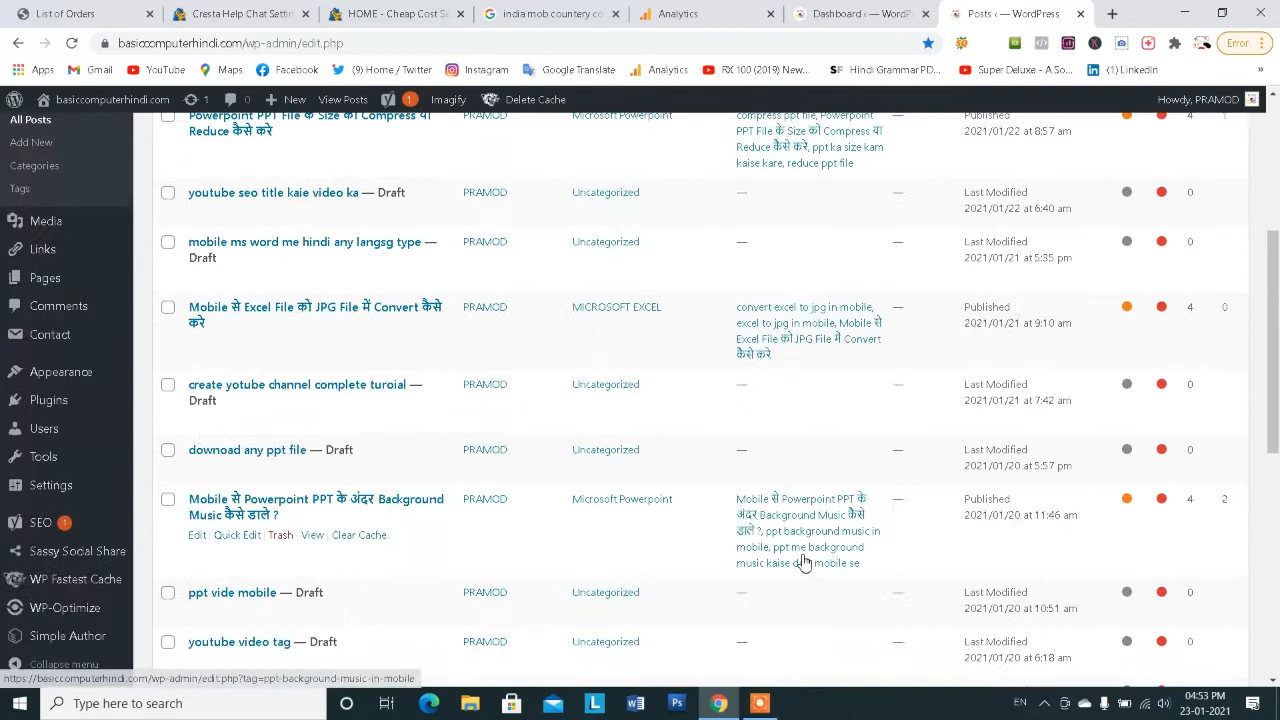 List of Orders
Creata Help Chat Settin
HOME - Cheap Cost Se
india mob countery co
Analytics
Dashboard ‹ — WordP
Posts ‹ — WordPress
basiccomputerhindi.com/wp-admin/edit.php
Error
Apps
Gmail
YouTube
Maps
Facebook
(9) Home / Twitter
Instagram
Google Translate
Analytics
RX 100 (2019) New...
Hindi Grammar PD...
Super Deluxe - A So...
(1) LinkedIn
»
basiccomputerhindi.com
1
0
New
View Posts
1
Imagify
Delete Ca
Howdy, PRAMOD
All Posts
Add New
Categories
Tags
Media
Links
Pages
Comments
Contact
Appearance
Plugins
Users
Tools
Settings
SEO 1
Sassy Social Share
WP Fastest Cache
WP-Optimize
Simple Author
Collapse menu
Powerpoint PPT File के Size को Compress या
Reduce कैसे करे
Microsoft Powerpoint
compress ppt file, Powerpoint
PPT File के Size को Compress या
Reduce कैसे करे, ppt ka size kam
kaise kare, reduce ppt file
—
Published
2021/01/22 at 8:57 am
4
1
youtube seo title kaie video ka — Draft
PRAMOD
Uncategorized
—
—
Last Modified
2021/01/22 at 6:40 am
0
mobile ms word me hindi any langsg type —
Draft
PRAMOD
Uncategorized
—
—
Last Modified
2021/01/21 at 5:35 pm
0
Mobile से Excel File को JPG File में Convert कैसे
करे
PRAMOD
MICROSOFT EXCEL
convert excel to jpg in mobile,
excel to jpg in mobile, Mobile से
Excel File को JPG File में Convert
कैसे करे
—
Published
2021/01/21 at 9:10 am
4
0
create yotube channel complete turoial —
Draft
PRAMOD
Uncategorized
—
—
Last Modified
2021/01/21 at 7:42 am
0
downoad any ppt file — Draft
PRAMOD
Uncategorized
—
—
Last Modified
2021/01/20 at 5:57 pm
0
Mobile से Powerpoint PPT के अंदर Background
Music कैसे डाले ?
Edit | Quick Edit | Trash | View | Clear Cache
PRAMOD
Microsoft Powerpoint
Mobile से Powerpoint PPT के
अंदर Background Music कैसे
डाले ?, ppt background music in
mobile, ppt me background
music kaise mobile se
—
Published
2021/01/20 at 11:46 am
4
2
ppt vide mobile — Draft
PRAMOD
Uncategorized
—
—
Last Modified
2021/01/20 at 10:51 am
0
youtube video tag — Draft
PRAMOD
Uncategorized
—
—
Last Modified
2021/01/20 at 6:18 am
0
https://basiccomputerhindi.com/wp-admin/edit.php?tag=ppt-background-music-in-mobile
Type here to search
EN
04:53 PM
23-01-2021